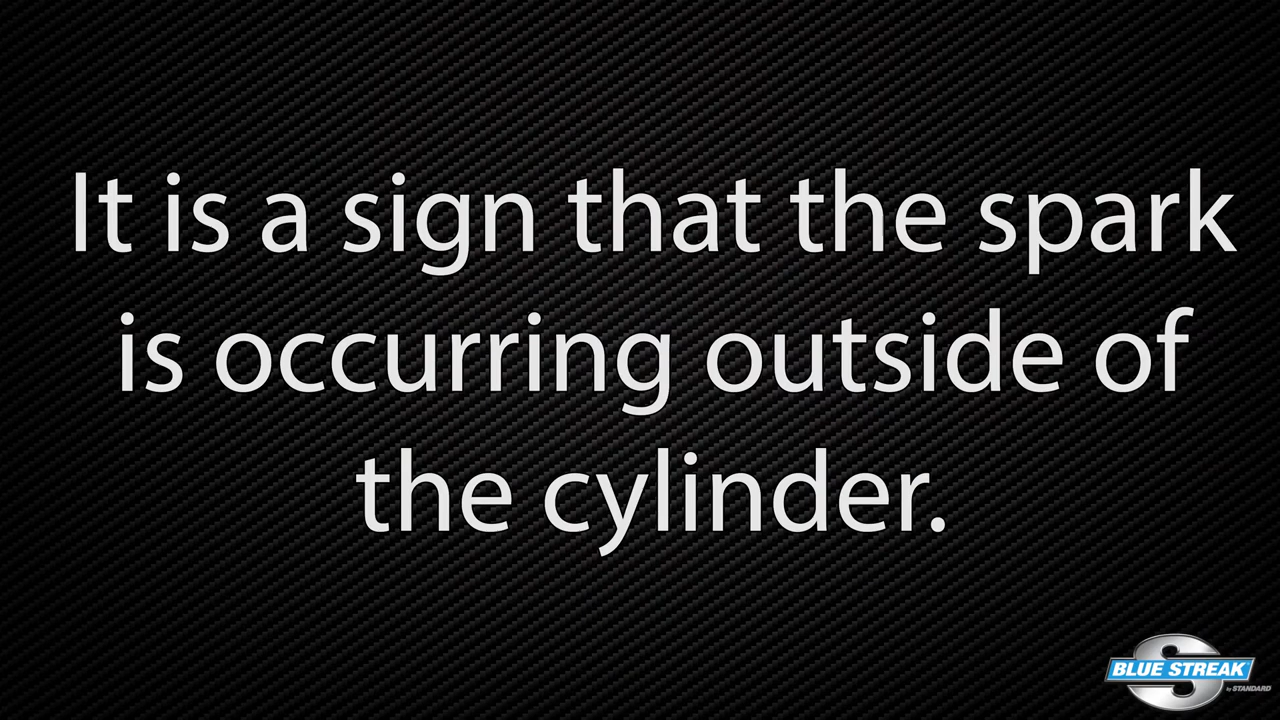 It is a sign that the spark
is occurring outside of
the cylinder.
S
BLUE STREAK
by STANDARD